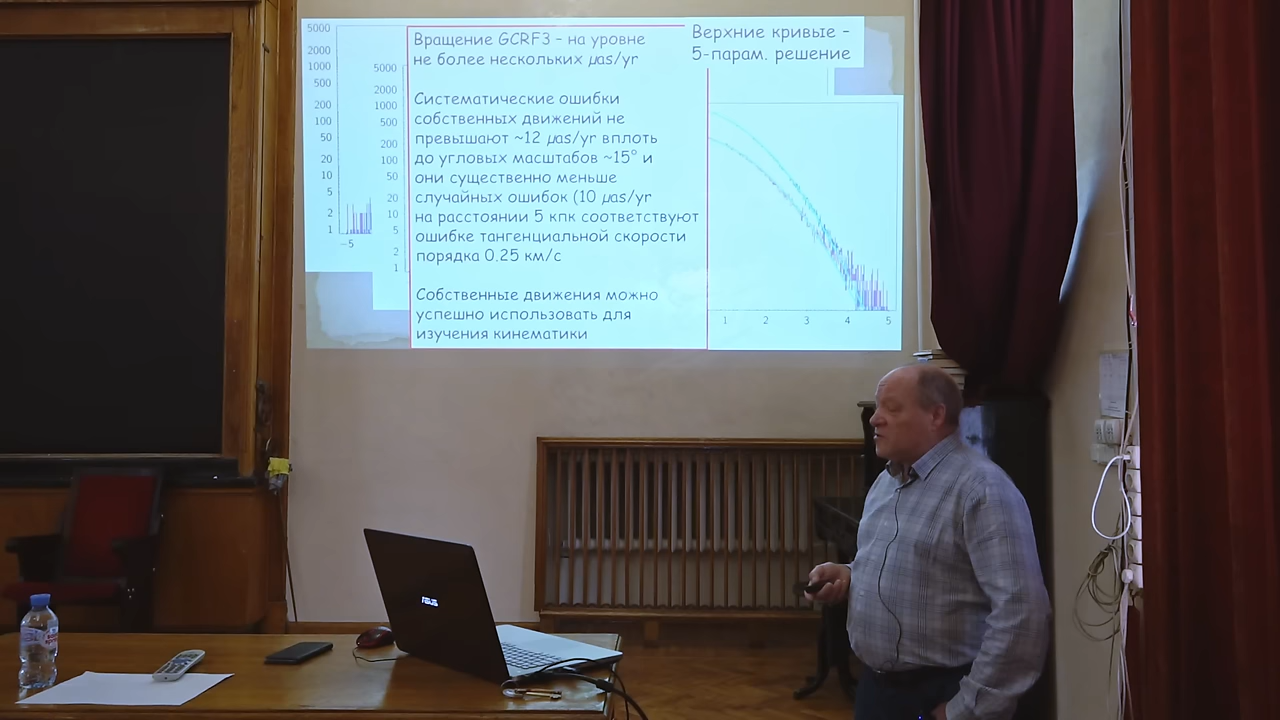 Верхние кривые –
5-парам. решение
Вращение GCRF3 – на уровне
не более нескольких μas/yr
Систематические ошибки
собственных движений не
превышают ~12 μas/yr вплоть
до угловых масштабов ~15° и
они существенно меньше
случайных ошибок (10 μas/yr
на расстоянии 5 кпк соответствуют
ошибке тангенциальной скорости
порядка 0.25 км/с
Собственные движения можно
успешно использовать для
изучения кинематики
5000
2000
1000
500
200
100
50
20
10
5
2
1
−5
5000
2000
1000
500
200
100
50
20
10
5
2
1
1 2 3 4 5
ASUS